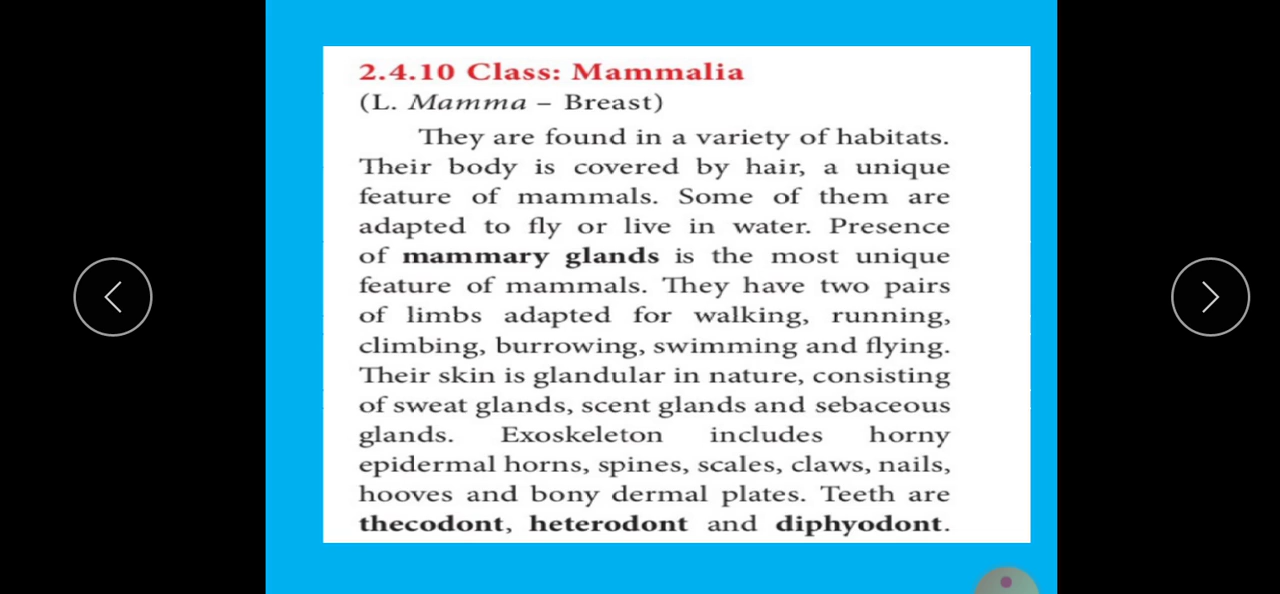 2.4.10 Class: Mammalia
(L. Mamma – Breast)
They are found in a variety of habitats.
Their body is covered by hair, a unique
feature of mammals. Some of them are
adapted to fly or live in water. Presence
of mammary glands is the most unique
feature of mammals. They have two pairs
of limbs adapted for walking, running,
climbing, burrowing, swimming and flying.
Their skin is glandular in nature, consisting
of sweat glands, scent glands and sebaceous
glands. Exoskeleton includes horny
epidermal horns, spines, scales, claws, nails,
hooves and bony dermal plates. Teeth are
thecodont, heterodont and diphyodont.